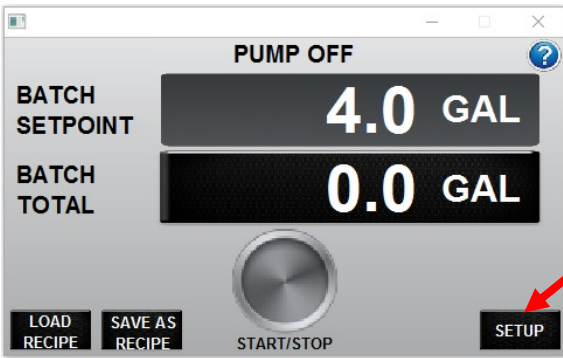 PUMP OFF
?
BATCH
SETPOINT
4.0 GAL
BATCH
TOTAL
0.0 GAL
LOAD
RECIPE
SAVE AS
RECIPE
START/STOP
SETUP